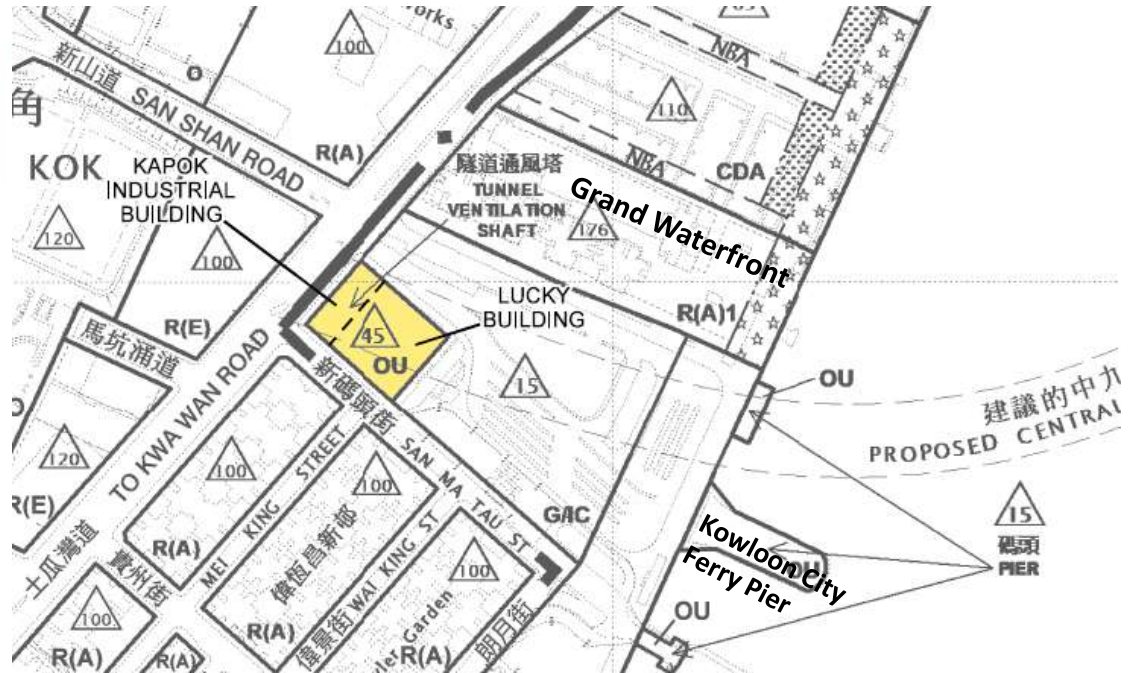 orks
100
新山道 SAN SHAN ROAD
O
角
KOK
R(A)
NBA
110
NBA
CDA
KAPOK
INDUSTRIAL
BUILDING
隧道通風塔
TUNNEL
VENTILATION
SHAFT
Grand Waterfront
176
R(A)1
120
100
R(E)
馬坑涌道
LUCKY
BUILDING
45
OU
15
OU
建議的中九
PROPOSED CENTRAL
TO KWA WAN ROAD
土瓜灣道
新碼頭街 SAN MA TAU ST
120
R(E)
100
R(A)
MEI KING STREET
100
偉恆昌新邨
R(A)
偉景街 WAI KING ST
100
ler Garden
R(A)
明月街
貴州街
100
R(A)
R(A)
G/IC
Kowloon City
Ferry Pier
OU
OU
15
碼頭
PIER